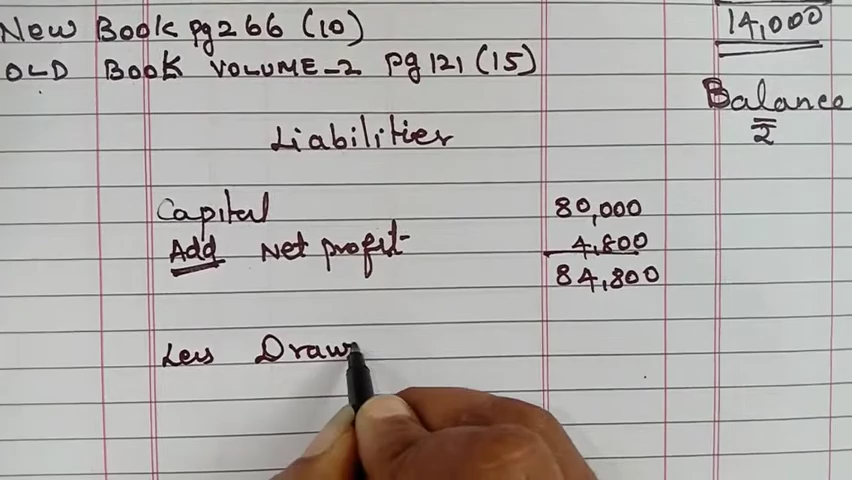 New Book pg 266 (10)
OLD Book VOLUME-2 pg 121 (15)
14,000
Balance
Liabilities
Capital 80,000
Add Net profit 4,800
84,800
Less Draw